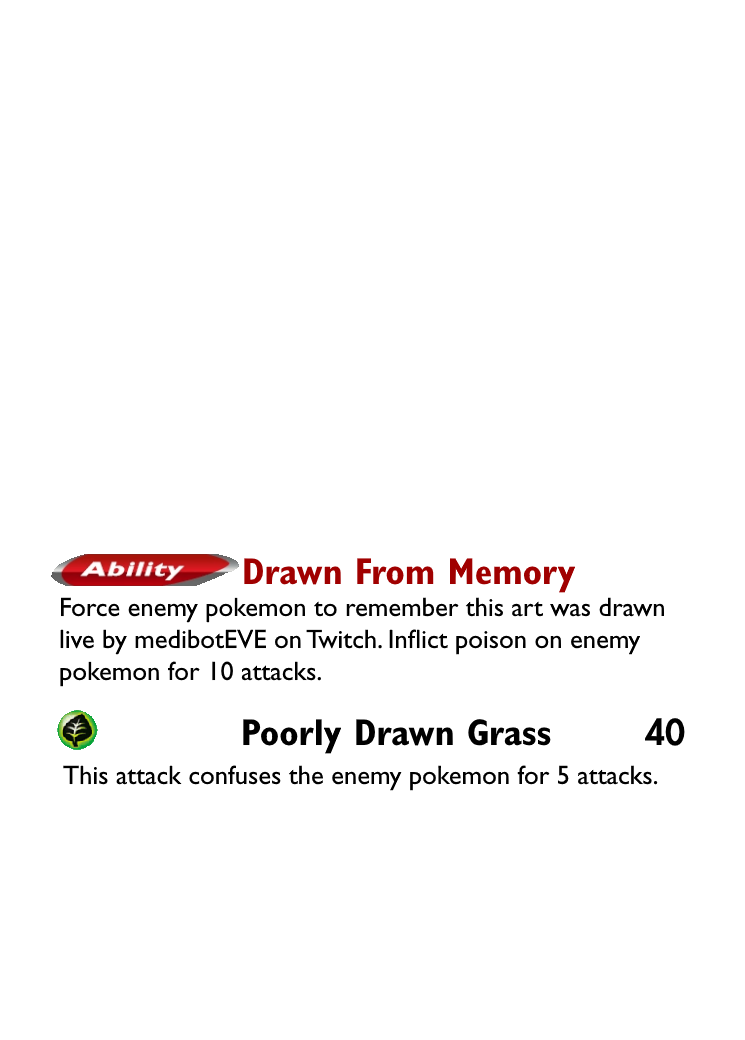 Ability Drawn From Memory
Force enemy pokemon to remember this art was drawn
live by medibotEVE on Twitch. Inflict poison on enemy
pokemon for 10 attacks.
Poorly Drawn Grass 40
This attack confuses the enemy pokemon for 5 attacks.